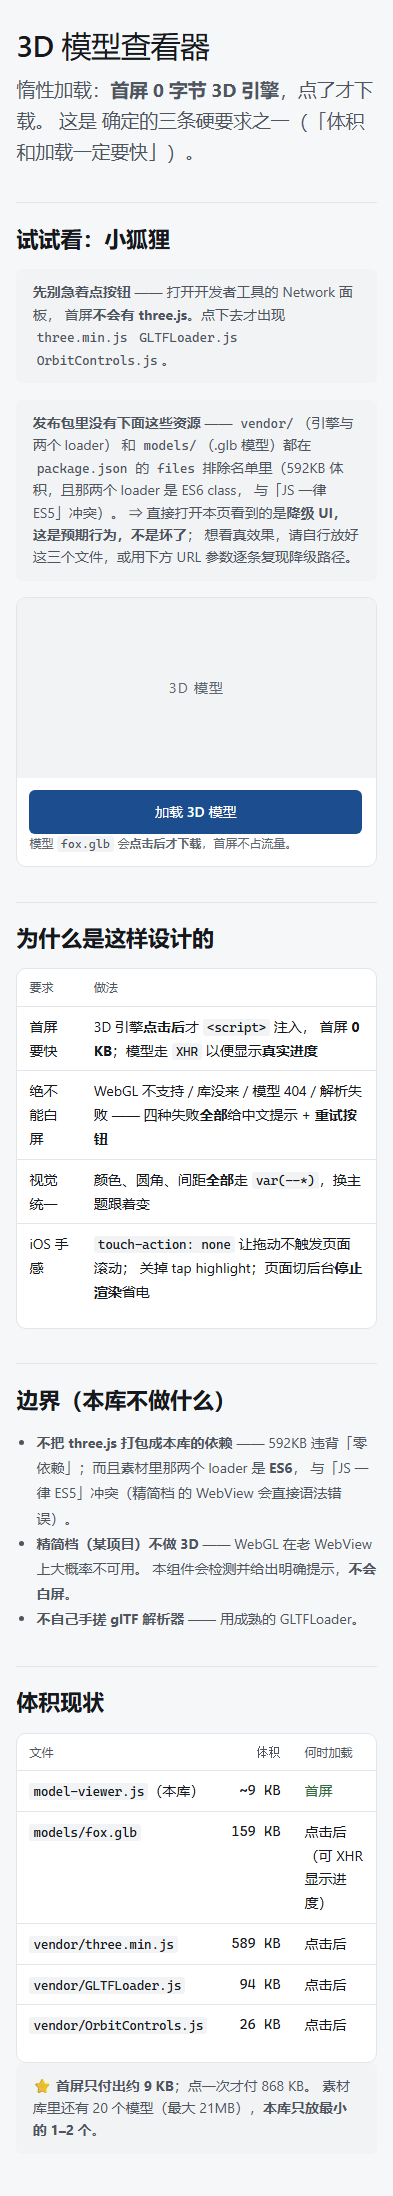 3D 模型查看器
惰性加载：首屏 0 字节 3D 引擎，点了才下
载。 这是 确定的三条硬要求之一（「体积
和加载一定要快」）。
试试看：小狐狸
先别急着点按钮 —— 打开开发者工具的 Network 面
板， 首屏不会有 three.js。点下去才出现
three.min.js GLTFLoader.js
OrbitControls.js 。
发布包里没有下面这些资源 —— vendor/ （引擎与
两个 loader） 和 models/ （.glb 模型）都在
package.json 的 files 排除名单里（592KB 体
积，且那两个 loader 是 ES6 class， 与「JS 一律
ES5」冲突）。 ⇒ 直接打开本页看到的是降级 UI，
这是预期行为，不是坏了； 想看真效果，请自行放好
这三个文件，或用下方 URL 参数逐条复现降级路径。
3D 模型
加载 3D 模型
模型 fox.glb 会点击后才下载，首屏不占流量。
为什么是这样设计的
要求 做法
首屏要快 3D 引擎点击后才 <script> 注入， 首屏 0
KB；模型走 XHR 以便显示真实进度
绝不能白屏 WebGL 不支持 / 库没来 / 模型 404 / 解析失
败 —— 四种失败全部给中文提示 + 重试按
钮
视觉统一 颜色、圆角、间距全部走 var(--*)，换主
题跟着变
iOS 手感 touch-action: none 让拖动不触发页面
滚动； 关掉 tap highlight；页面切后台停止
渲染省电
边界（本库不做什么）
• 不把 three.js 打包成本库的依赖 —— 592KB 违背「零
依赖」；而且素材里那两个 loader 是 ES6， 与「JS 一
律 ES5」冲突（精简档 的 WebView 会直接语法错
误）。
• 精简档（某项目）不做 3D —— WebGL 在老 WebView
上大概率不可用。 本组件会检测并给出明确提示，不会
白屏。
• 不自己手搓 glTF 解析器 —— 用成熟的 GLTFLoader。
体积现状
文件 体积 何时加载
model-viewer.js（本库） ~9 KB 首屏
models/fox.glb 159 KB 点击后
（可 XHR
显示进
度）
vendor/three.min.js 589 KB 点击后
vendor/GLTFLoader.js 94 KB 点击后
vendor/OrbitControls.js 26 KB 点击后
⭐ 首屏只付出约 9 KB；点一次才付 868 KB。 素材
库里还有 20 个模型（最大 21MB），本库只放最小
的 1–2 个。